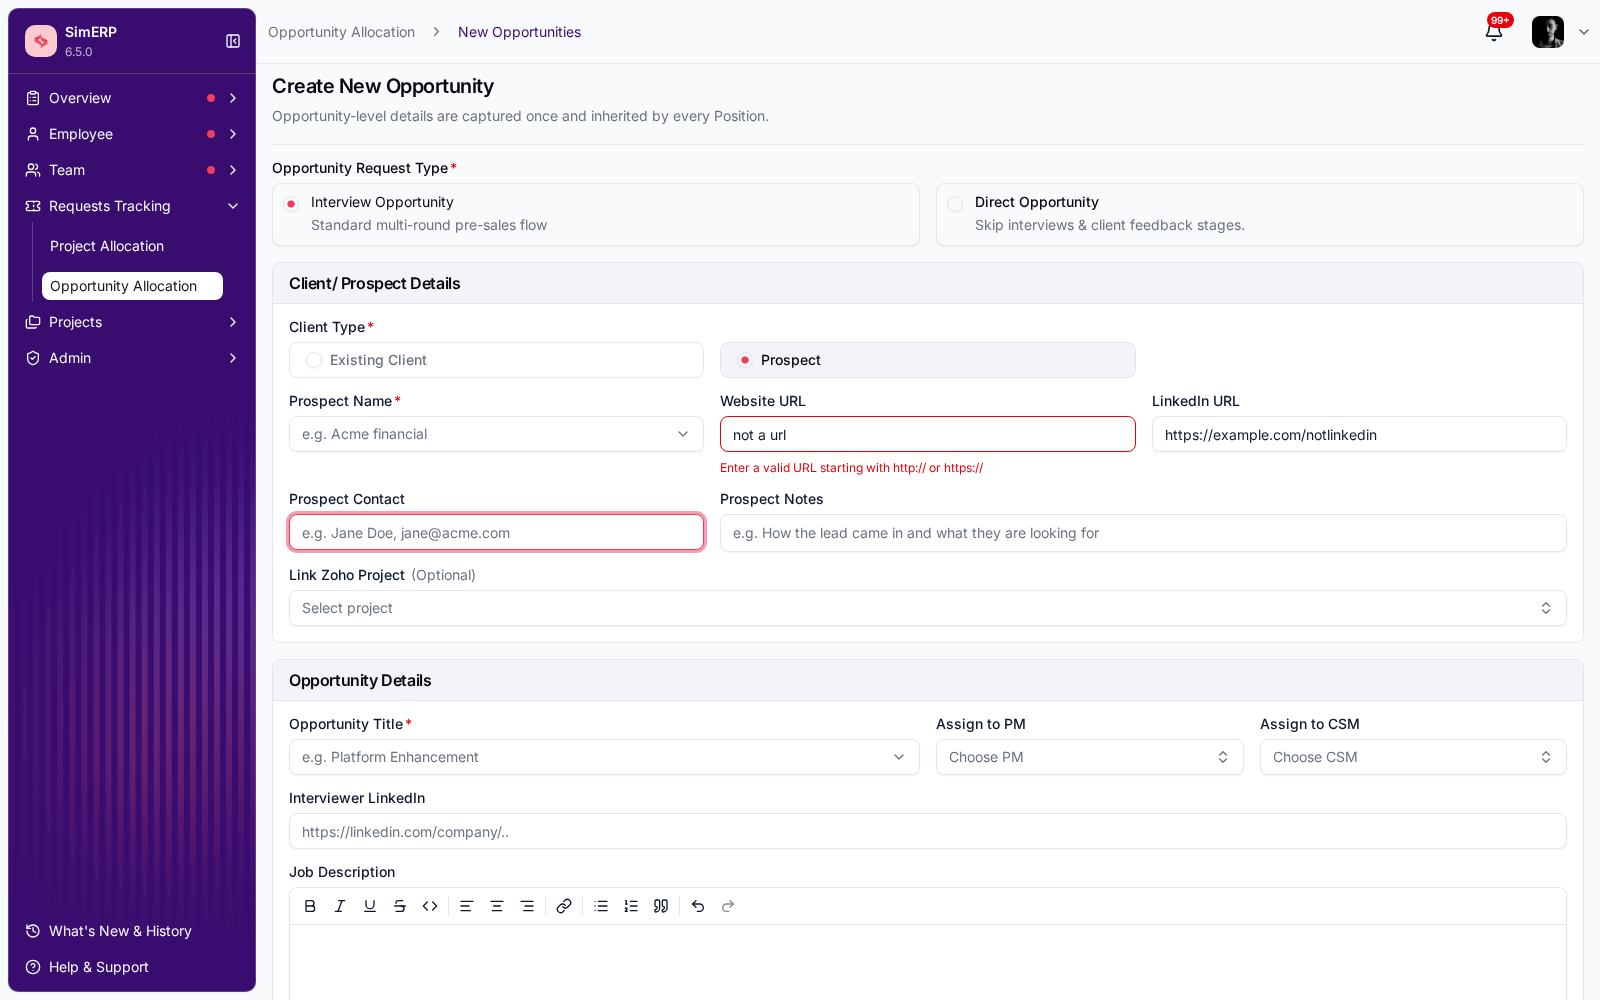 SimERP
6.5.0
Overview
Employee
Team
Requests Tracking
Project Allocation
Opportunity Allocation
Projects
Admin
What's New & History
Help & Support
Opportunity Allocation > New Opportunities
99+
Create New Opportunity
Opportunity-level details are captured once and inherited by every Position.
Opportunity Request Type*
Interview Opportunity
Standard multi-round pre-sales flow
Direct Opportunity
Skip interviews & client feedback stages.
Client/ Prospect Details
Client Type*
Existing Client
Prospect
Prospect Name*
e.g. Acme financial
Website URL
not a url
Enter a valid URL starting with http:// or https://
LinkedIn URL
https://example.com/notlinkedin
Prospect Contact
e.g. Jane Doe, jane@acme.com
Prospect Notes
e.g. How the lead came in and what they are looking for
Link Zoho Project (Optional)
Select project
Opportunity Details
Opportunity Title*
e.g. Platform Enhancement
Assign to PM
Choose PM
Assign to CSM
Choose CSM
Interviewer LinkedIn
https://linkedin.com/company/..
Job Description